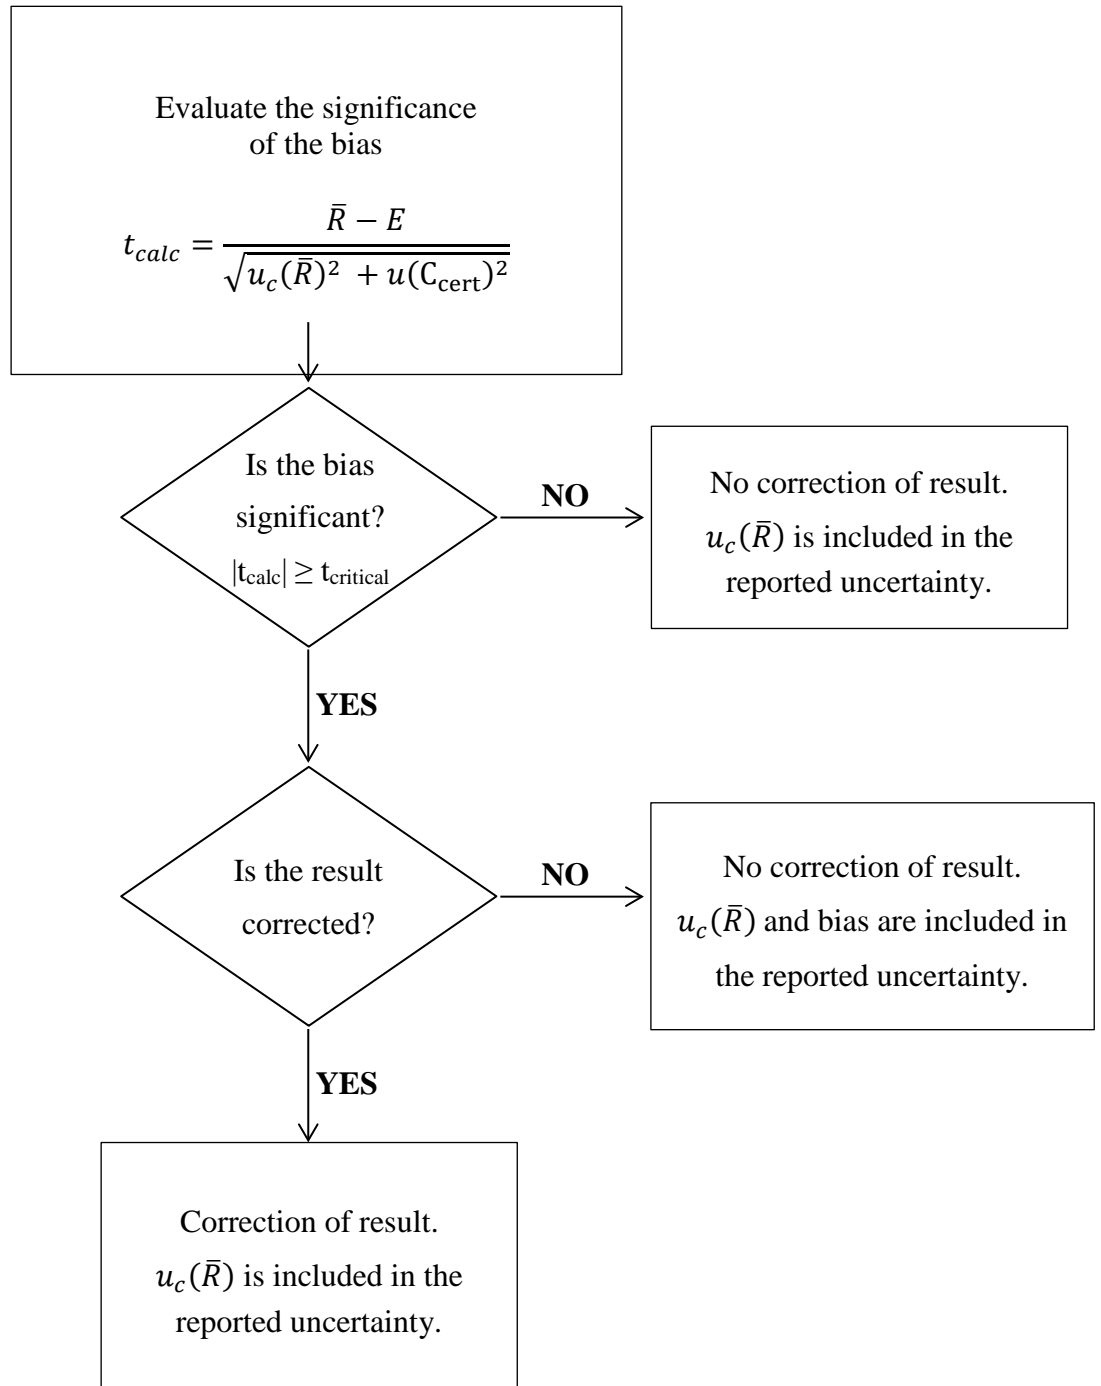 Evaluate the significance
of the bias
t_calc = (R̄ − E) / √(u_c(R̄)² + u(C_cert)²)
Is the bias
significant?
|t_calc| ≥ t_critical
NO
No correction of result.
u_c(R̄) is included in the
reported uncertainty.
YES
Is the result
corrected?
NO
No correction of result.
u_c(R̄) and bias are included in
the reported uncertainty.
YES
Correction of result.
u_c(R̄) is included in the
reported uncertainty.